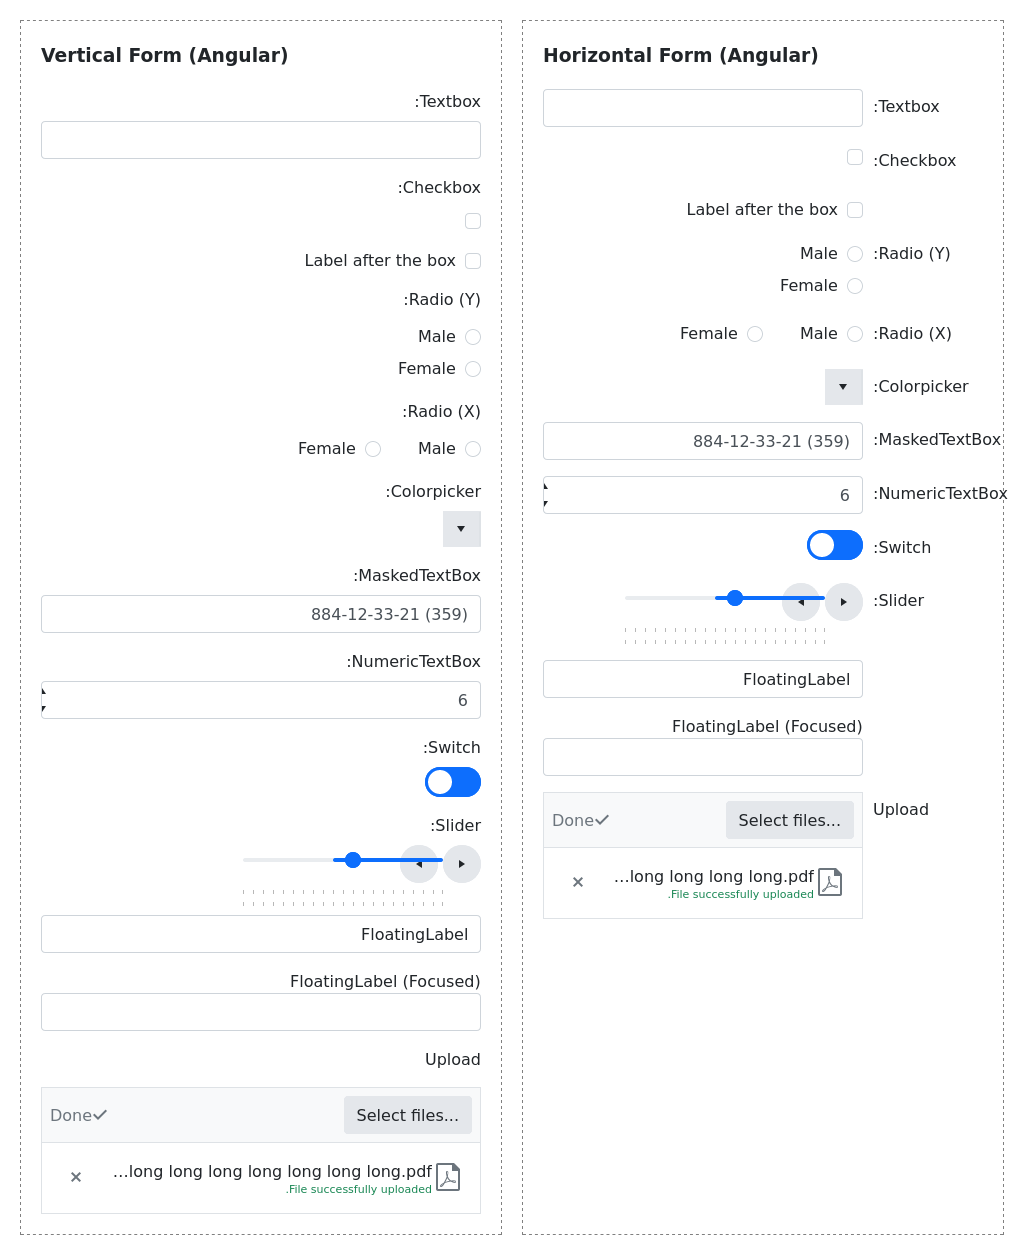 Vertical Form (Angular)
:Textbox
:Checkbox
Label after the box
:Radio (Y)
Male
Female
:Radio (X)
Female Male
:Colorpicker
:MaskedTextBox
884-12-33-21 (359)
:NumericTextBox
6
:Switch
:Slider
FloatingLabel
FloatingLabel (Focused)
Upload
Done Select files...
...long long long long long long long.pdf
.File successfully uploaded
Horizontal Form (Angular)
:Textbox
:Checkbox
Label after the box
Male :Radio (Y)
Female
Female Male :Radio (X)
:Colorpicker
884-12-33-21 (359) :MaskedTextBox
6 :NumericTextBox
:Switch
:Slider
FloatingLabel
FloatingLabel (Focused)
Upload
Done Select files...
...long long long long.pdf
.File successfully uploaded